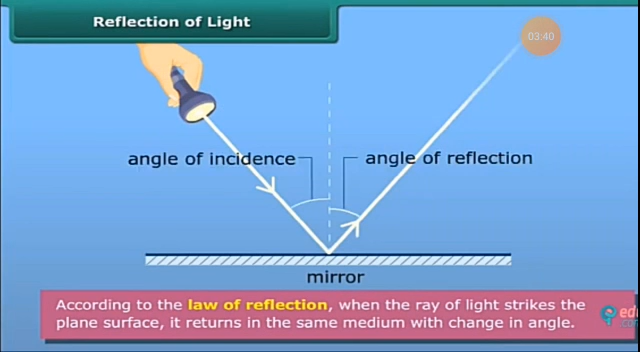 Reflection of Light
03:40
angle of incidence
angle of reflection
mirror
According to the law of reflection, when the ray of light strikes the
plane surface, it returns in the same medium with change in angle.